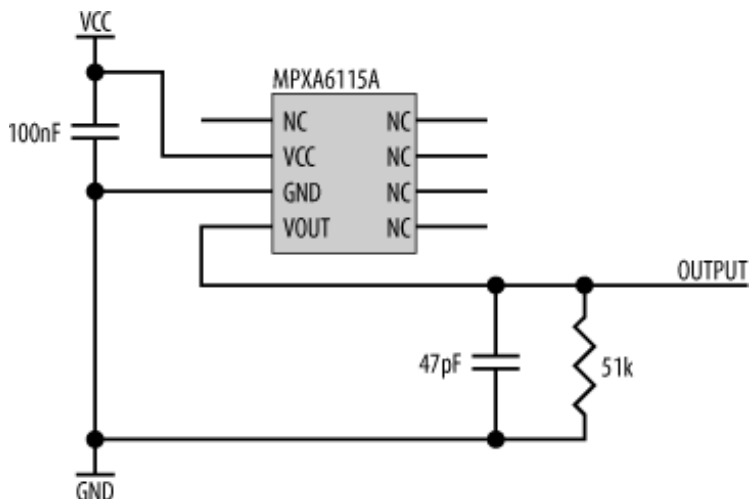 VCC
MPXA6115A
100nF
NC NC
VCC NC
GND NC
VOUT NC
OUTPUT
47pF
51k
GND